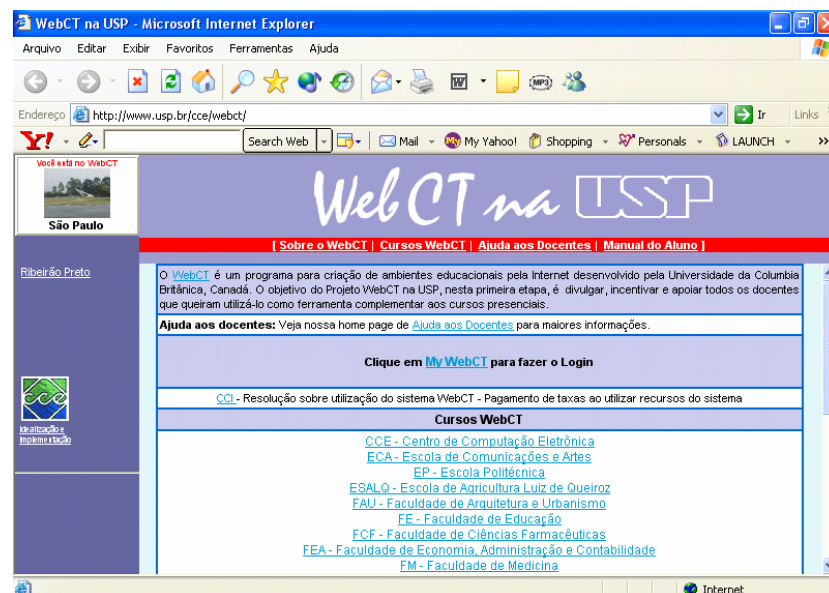 WebCT na USP - Microsoft Internet Explorer
Arquivo Editar Exibir Favoritos Ferramentas Ajuda
Endereço http://www.usp.br/cce/webct/ Ir Links
Y! Search Web Mail My Yahoo! Shopping Personals LAUNCH »
Você está no WebCT
São Paulo
WebCT na USP
[ Sobre o WebCT | Cursos WebCT | Ajuda aos Docentes | Manual do Aluno ]
Ribeirão Preto
O WebCT é um programa para criação de ambientes educacionais pela Internet desenvolvido pela Universidade da Columbia
Britânica, Canadá. O objetivo do Projeto WebCT na USP, nesta primeira etapa, é divulgar, incentivar e apoiar todos os docentes
que queiram utilizá-lo como ferramenta complementar aos cursos presenciais.
Ajuda aos docentes: Veja nossa home page de Ajuda aos Docentes para maiores informações.
Clique em My WebCT para fazer o Login
cce
Idealização e
Implementação
CCI - Resolução sobre utilização do sistema WebCT - Pagamento de taxas ao utilizar recursos do sistema
Cursos WebCT
CCE - Centro de Computação Eletrônica
ECA - Escola de Comunicações e Artes
EP - Escola Politécnica
ESALQ - Escola de Agricultura Luiz de Queiroz
FAU - Faculdade de Arquitetura e Urbanismo
FE - Faculdade de Educação
FCF - Faculdade de Ciências Farmacêuticas
FEA - Faculdade de Economia, Administração e Contabilidade
FM - Faculdade de Medicina
Internet